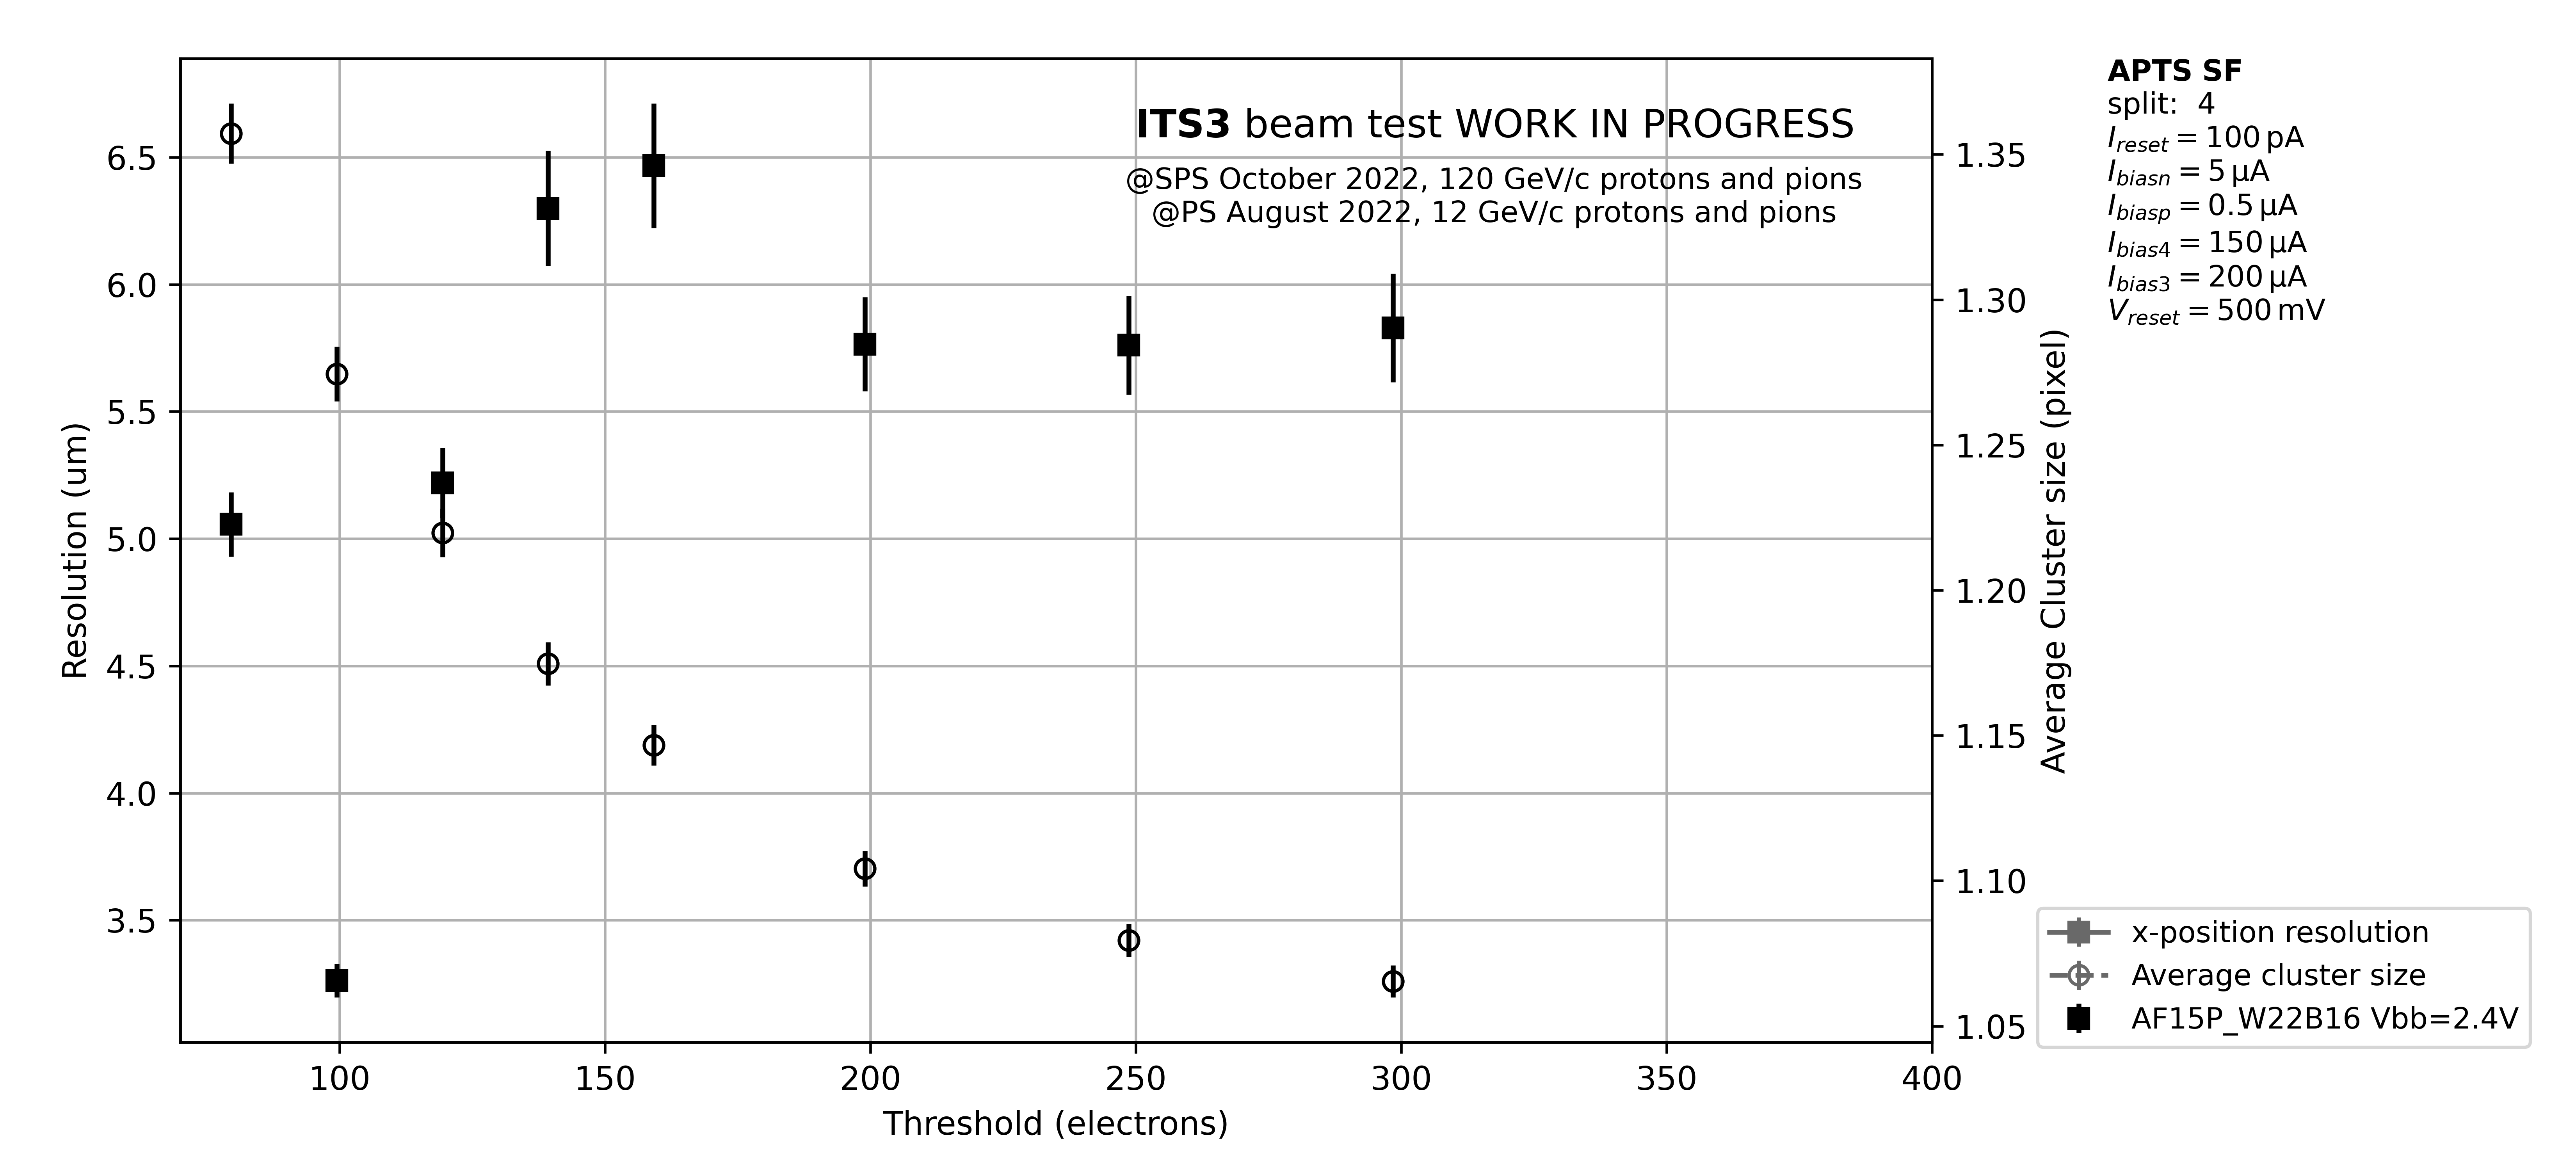 ITS3 beam test WORK IN PROGRESS
@SPS October 2022, 120 GeV/c protons and pions
@PS August 2022, 12 GeV/c protons and pions
Resolution (um)
6.5
6.0
5.5
5.0
4.5
4.0
3.5
100
150
200
250
300
350
400
Threshold (electrons)
1.35
1.30
1.25
1.20
1.15
1.10
1.05
Average Cluster size (pixel)
APTS SF
split: 4
I_reset = 100 pA
I_biasn = 5 µA
I_biasp = 0.5 µA
I_bias4 = 150 µA
I_bias3 = 200 µA
V_reset = 500 mV
x-position resolution
Average cluster size
AF15P_W22B16 Vbb=2.4V